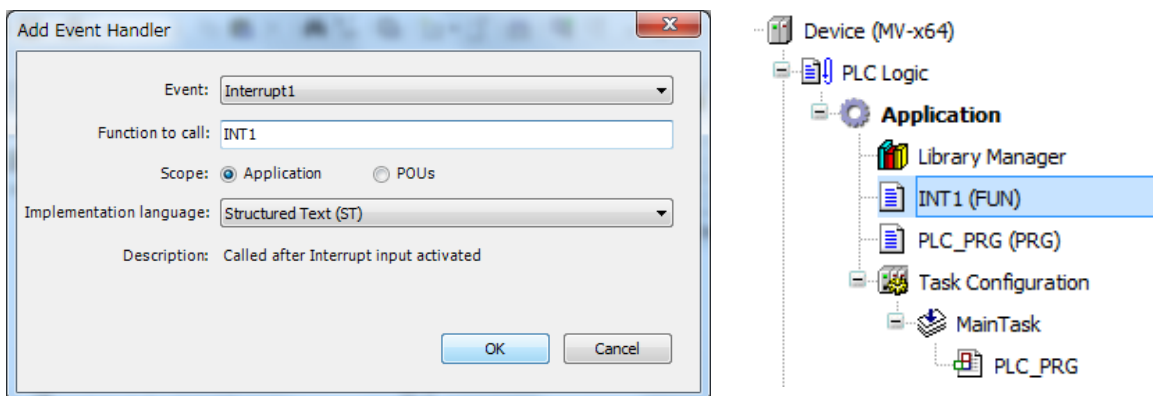 Add Event Handler
Event: Interrupt1
Function to call: INT1
Scope: Application POUs
Implementation language: Structured Text (ST)
Description: Called after Interrupt input activated
OK Cancel
Device (MV-x64)
PLC Logic
Application
Library Manager
INT1 (FUN)
PLC_PRG (PRG)
Task Configuration
MainTask
PLC_PRG